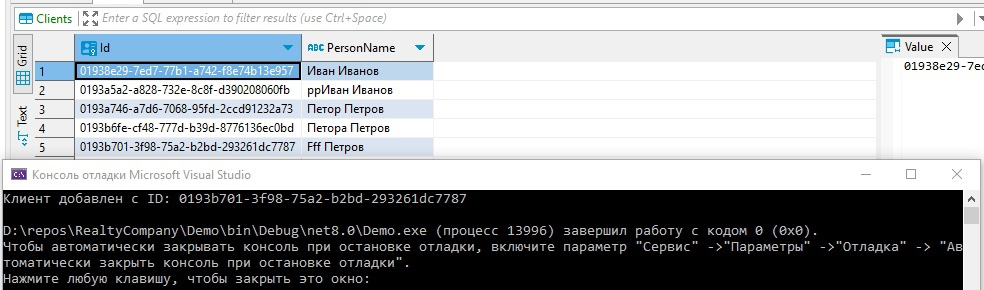 Clients Enter a SQL expression to filter results (use Ctrl+Space)
Grid
Text
Id ABC PersonName
Value
1 01938e29-7ed7-77b1-a742-f8e74b13e957 Иван Иванов
01938e29-7ed
2 0193a5a2-a828-732e-8c8f-d390208060fb ррИван Иванов
3 0193a746-a7d6-7068-95fd-2ccd91232a73 Петор Петров
4 0193b6fe-cf48-777d-b39d-8776136ec0bd Петора Петров
5 0193b701-3f98-75a2-b2bd-293261dc7787 Fff Петров
Консоль отладки Microsoft Visual Studio
Клиент добавлен с ID: 0193b701-3f98-75a2-b2bd-293261dc7787
D:\repos\RealtyCompany\Demo\bin\Debug\net8.0\Demo.exe (процесс 13996) завершил работу с кодом 0 (0x0).
Чтобы автоматически закрывать консоль при остановке отладки, включите параметр "Сервис" ->"Параметры" ->"Отладка" -> "Ав
томатически закрыть консоль при остановке отладки".
Нажмите любую клавишу, чтобы закрыть это окно: